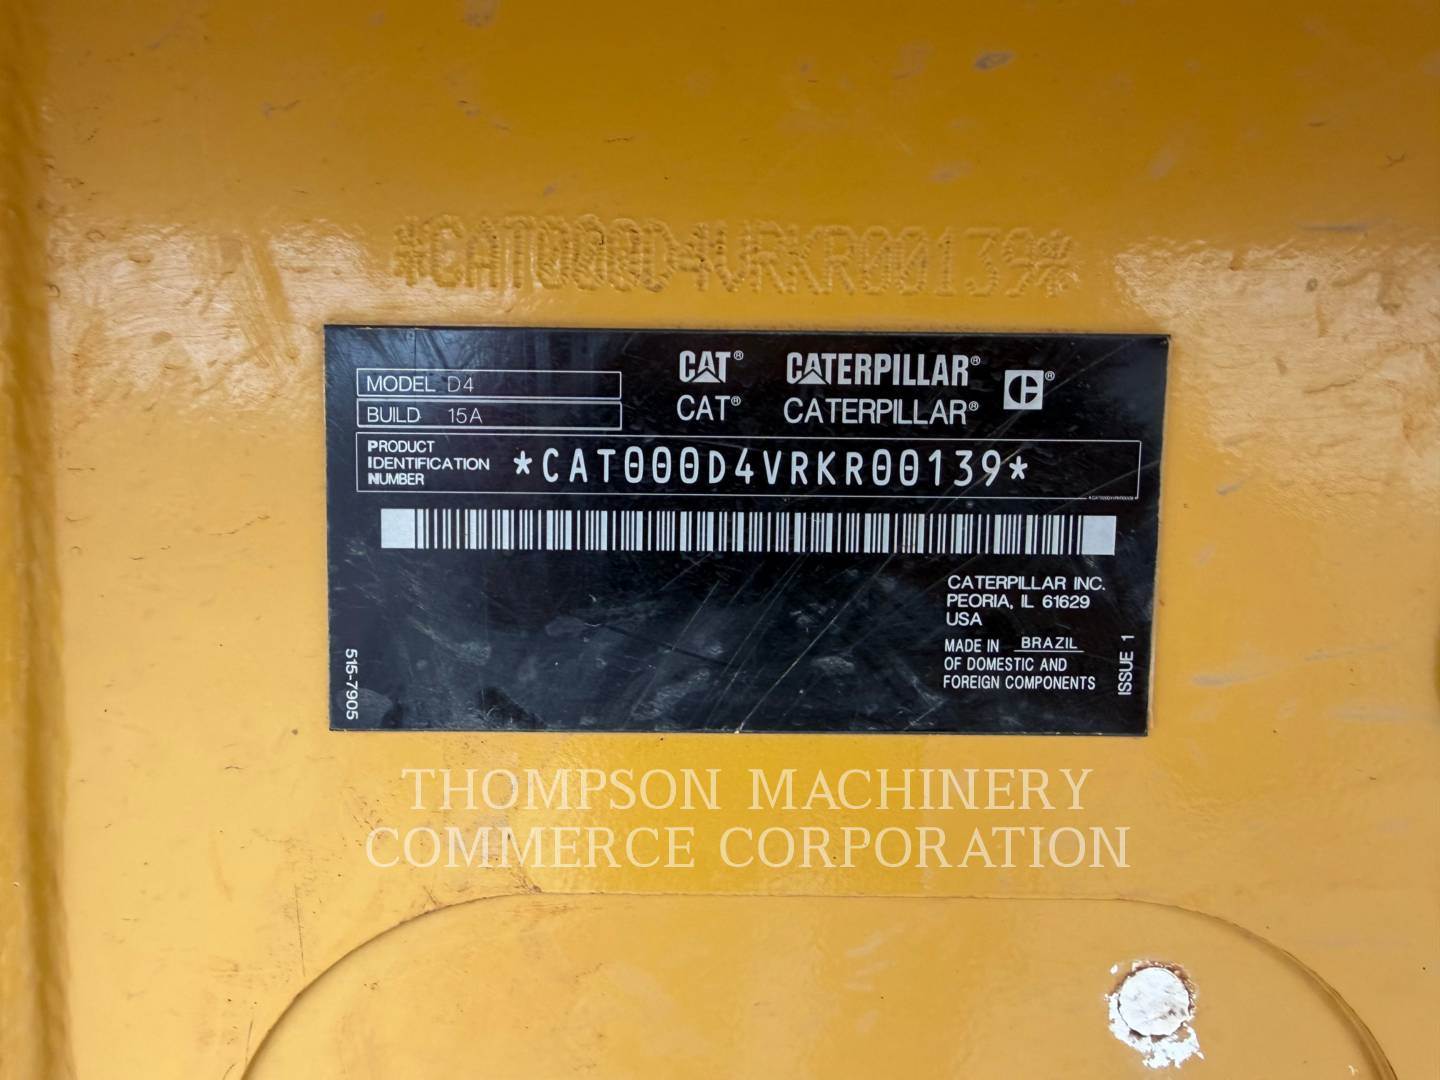 *CAT000D4VRKR00139*
MODEL D4
BUILD 15A
CAT® CATERPILLAR®
CAT® CATERPILLAR® ®
PRODUCT
IDENTIFICATION
NUMBER
*CAT000D4VRKR00139*
CATERPILLAR INC.
PEORIA, IL 61629
USA
MADE IN BRAZIL
OF DOMESTIC AND
FOREIGN COMPONENTS
ISSUE 1
515-7905
THOMPSON MACHINERY
COMMERCE CORPORATION